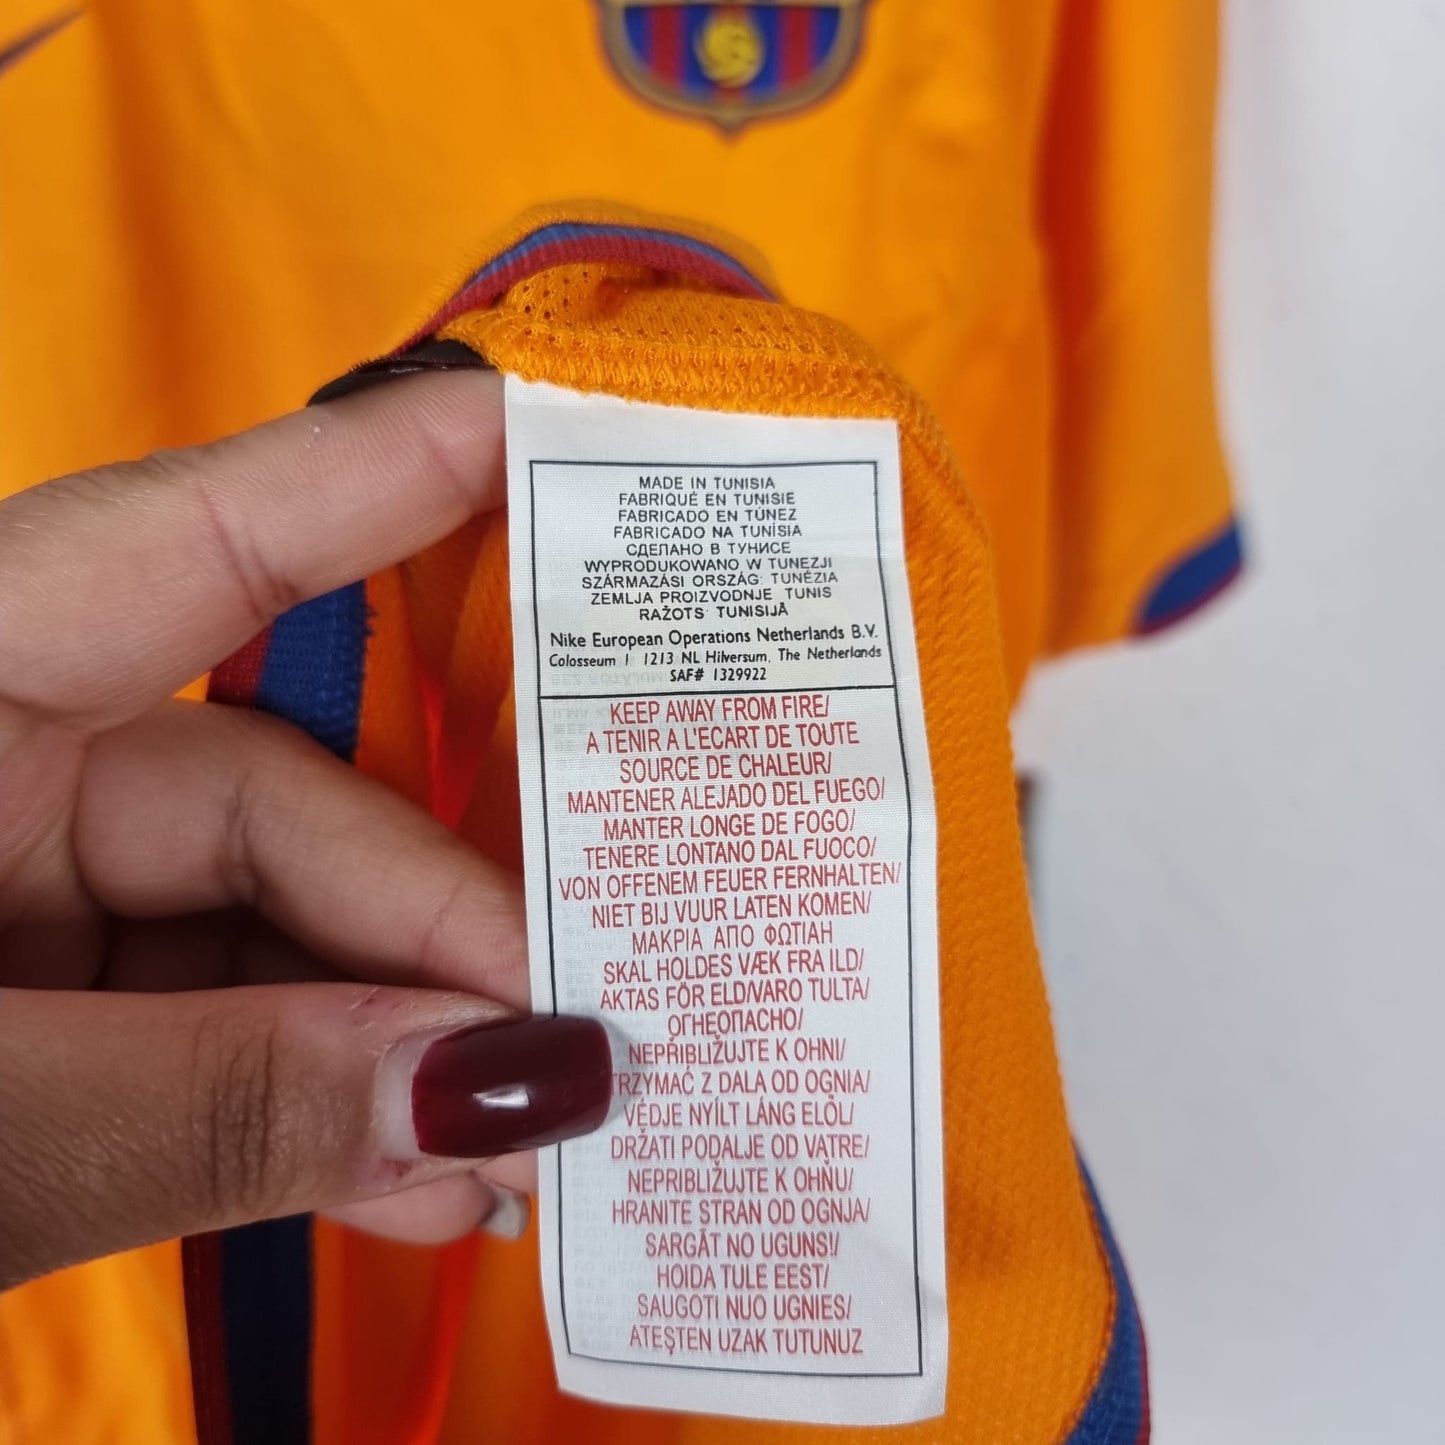 MADE IN TUNISIA
FABRIQUÉ EN TUNISIE
FABRICADO EN TÚNEZ
FABRICADO NA TUNÍSIA
СДЕЛАНО В ТУНИСЕ
WYPRODUKOWANO W TUNEZJI
SZÁRMAZÁSI ORSZÁG: TUNÉZIA
ZEMLJA PROIZVODNJE TUNIS
RAŽOTS: TUNISIJĀ
Nike European Operations Netherlands B.V.
Colosseum 1 1213 NL Hilversum, The Netherlands
SAF# 1329922
KEEP AWAY FROM FIRE/
A TENIR A L'ECART DE TOUTE
SOURCE DE CHALEUR/
MANTENER ALEJADO DEL FUEGO/
MANTER LONGE DE FOGO/
TENERE LONTANO DAL FUOCO/
VON OFFENEM FEUER FERNHALTEN/
NIET BIJ VUUR LATEN KOMEN/
ΜΑΚΡΙΑ ΑΠΟ ΦΩΤΙΑΗ
SKAL HOLDES VÆK FRA ILD/
AKTAS FÖR ELD/VARO TULTA/
ОГНЕОПАСНО/
NEPŘIBLIŽUJTE K OHNI/
TRZYMAĆ Z DALA OD OGNIA/
VÉDJE NYÍLT LÁNG ELŐL/
DRŽATI PODALJE OD VATRE/
NEPRIBLIŽUJTE K OHŇU/
HRANITE STRAN OD OGNJA/
SARGĀT NO UGUNS!/
HOIDA TULE EEST/
SAUGOTI NUO UGNIES/
ATEŞTEN UZAK TUTUNUZ